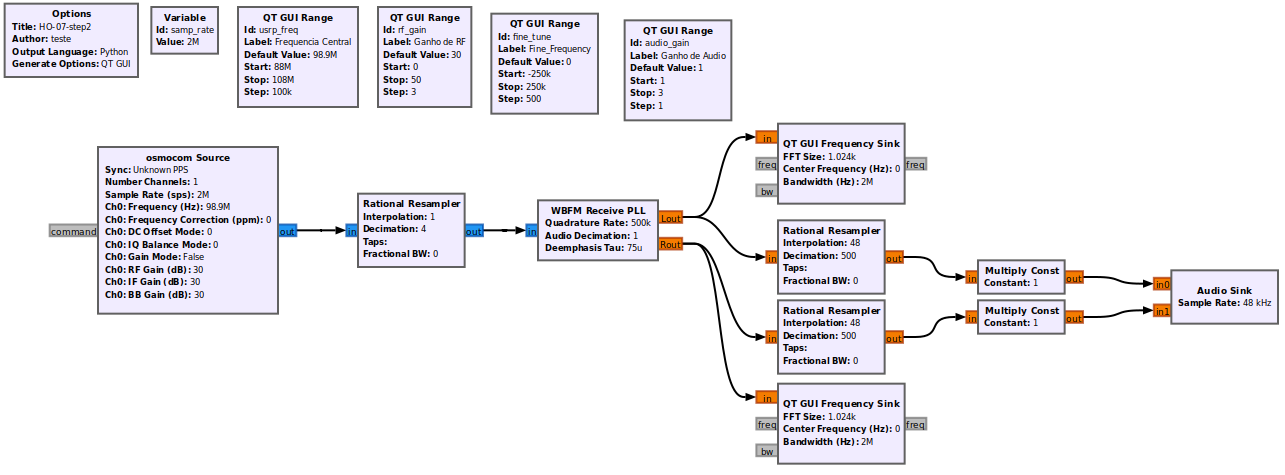 Options
Title: HO-07-step2
Author: teste
Output Language: Python
Generate Options: QT GUI
Variable
Id: samp_rate
Value: 2M
QT GUI Range
Id: usrp_freq
Label: Frequencia Central
Default Value: 98.9M
Start: 88M
Stop: 108M
Step: 100k
QT GUI Range
Id: rf_gain
Label: Ganho de RF
Default Value: 30
Start: 0
Stop: 50
Step: 3
QT GUI Range
Id: fine_tune
Label: Fine_Frequency
Default Value: 0
Start: -250k
Stop: 250k
Step: 500
QT GUI Range
Id: audio_gain
Label: Ganho de Audio
Default Value: 1
Start: 1
Stop: 3
Step: 1
command
osmocom Source
Sync: Unknown PPS
Number Channels: 1
Sample Rate (sps): 2M
Ch0: Frequency (Hz): 98.9M
Ch0: Frequency Correction (ppm): 0
Ch0: DC Offset Mode: 0
Ch0: IQ Balance Mode: 0
Ch0: Gain Mode: False
Ch0: RF Gain (dB): 30
Ch0: IF Gain (dB): 30
Ch0: BB Gain (dB): 30
out
in
Rational Resampler
Interpolation: 1
Decimation: 4
Taps:
Fractional BW: 0
out
in
WBFM Receive PLL
Quadrature Rate: 500k
Audio Decimation: 1
Deemphasis Tau: 75u
Lout
Rout
in
freq
bw
QT GUI Frequency Sink
FFT Size: 1.024k
Center Frequency (Hz): 0
Bandwidth (Hz): 2M
freq
in
Rational Resampler
Interpolation: 48
Decimation: 500
Taps:
Fractional BW: 0
out
in
Multiply Const
Constant: 1
out
in
Rational Resampler
Interpolation: 48
Decimation: 500
Taps:
Fractional BW: 0
out
in
Multiply Const
Constant: 1
out
in0
in1
Audio Sink
Sample Rate: 48 kHz
in
freq
bw
QT GUI Frequency Sink
FFT Size: 1.024k
Center Frequency (Hz): 0
Bandwidth (Hz): 2M
freq